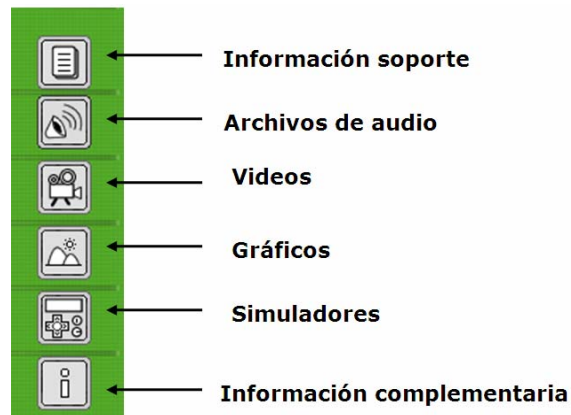 Información soporte
Archivos de audio
Videos
Gráficos
Simuladores
Información complementaria